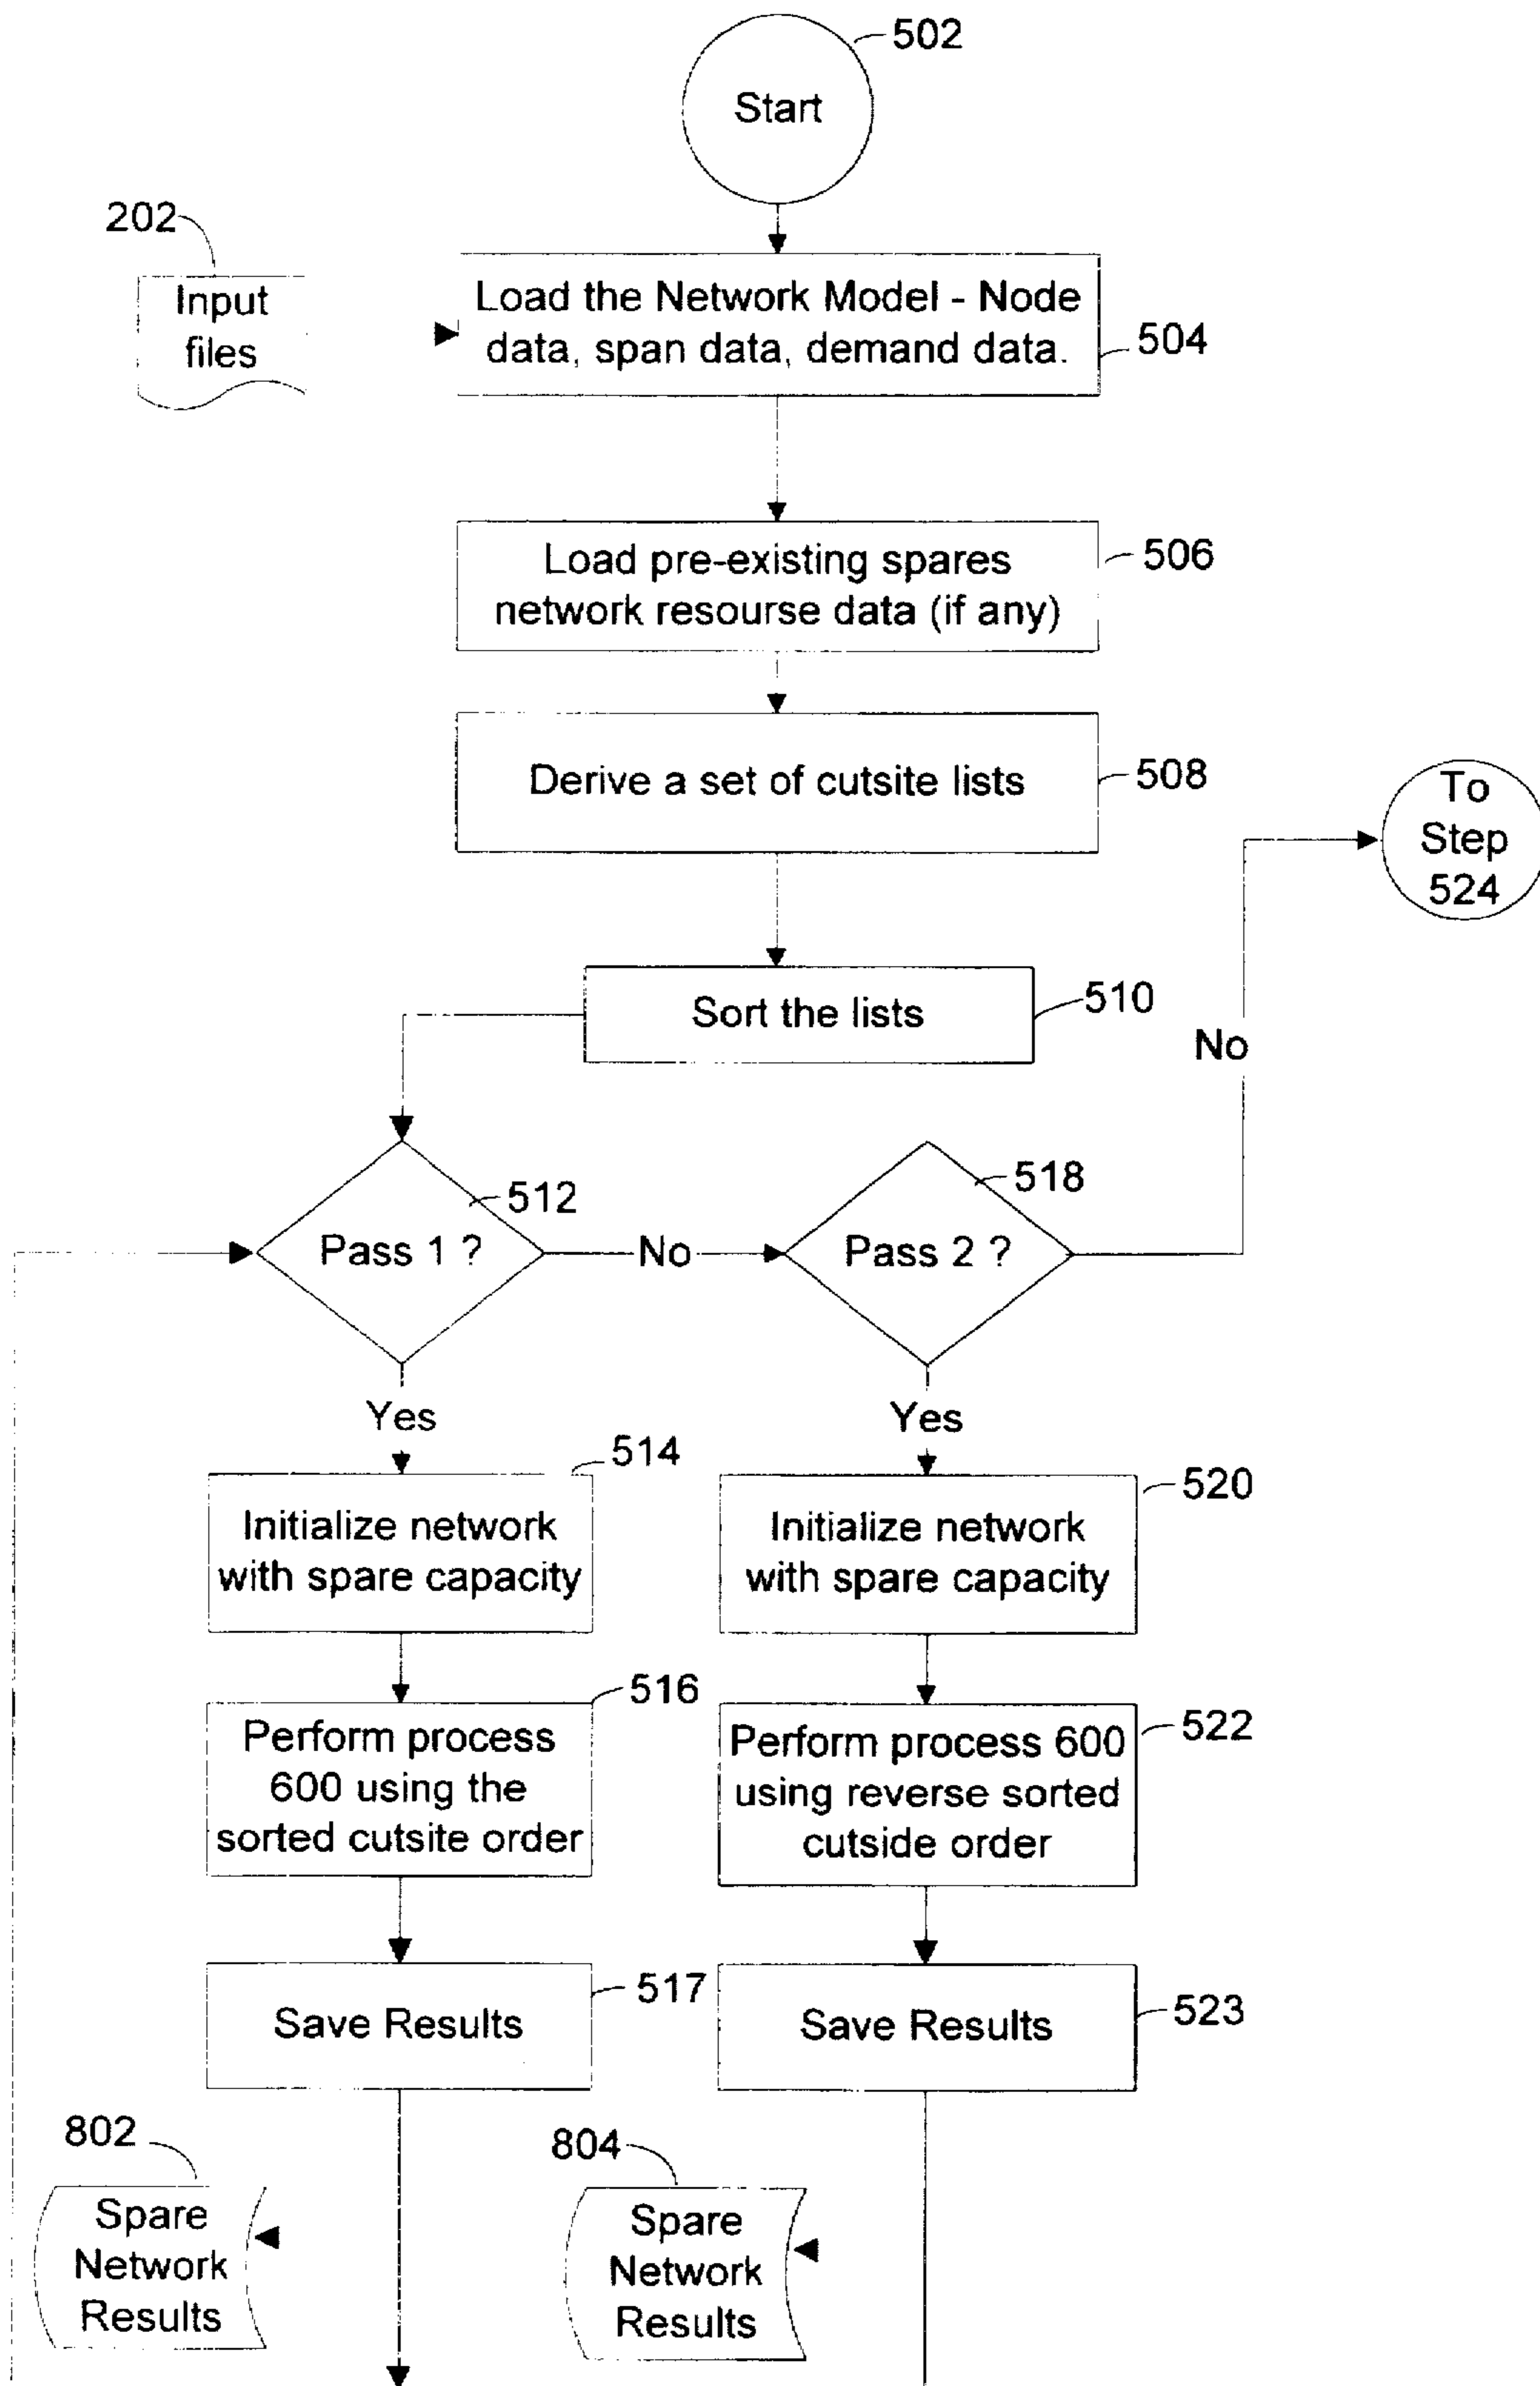 502
Start
202
Input
files
Load the Network Model - Node
data, span data, demand data.
504
Load pre-existing spares
network resourse data (if any)
506
Derive a set of cutsite lists
508
To
Step
524
Sort the lists
510
No
512
Pass 1 ?
No
518
Pass 2 ?
Yes
Yes
514
Initialize network
with spare capacity
520
Initialize network
with spare capacity
516
Perform process
600 using the
sorted cutsite order
522
Perform process 600
using reverse sorted
cutside order
517
Save Results
523
Save Results
802
Spare
Network
Results
804
Spare
Network
Results